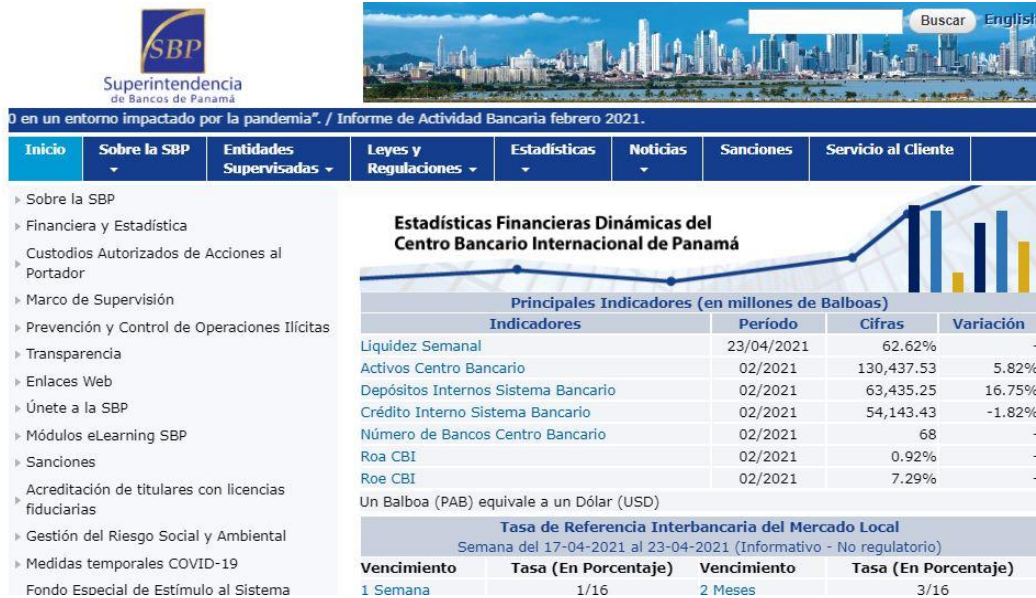 SBP
Superintendencia
de Bancos de Panamá
Buscar English
0 en un entorno impactado por la pandemia”. / Informe de Actividad Bancaria febrero 2021.
Inicio Sobre la SBP Entidades Supervisadas Leyes y Regulaciones Estadísticas Noticias Sanciones Servicio al Cliente
Sobre la SBP
Financiera y Estadística
Custodios Autorizados de Acciones al
Portador
Marco de Supervisión
Prevención y Control de Operaciones Ilícitas
Transparencia
Enlaces Web
Únete a la SBP
Módulos eLearning SBP
Sanciones
Acreditación de titulares con licencias
fiduciarias
Gestión del Riesgo Social y Ambiental
Medidas temporales COVID-19
Fondo Especial de Estímulo al Sistema
Estadísticas Financieras Dinámicas del
Centro Bancario Internacional de Panamá
Principales Indicadores (en millones de Balboas)
Indicadores Período Cifras Variación
Liquidez Semanal 23/04/2021 62.62% -
Activos Centro Bancario 02/2021 130,437.53 5.82%
Depósitos Internos Sistema Bancario 02/2021 63,435.25 16.75%
Crédito Interno Sistema Bancario 02/2021 54,143.43 -1.82%
Número de Bancos Centro Bancario 02/2021 68 -
Roa CBI 02/2021 0.92% -
Roe CBI 02/2021 7.29% -
Un Balboa (PAB) equivale a un Dólar (USD)
Tasa de Referencia Interbancaria del Mercado Local
Semana del 17-04-2021 al 23-04-2021 (Informativo - No regulatorio)
Vencimiento Tasa (En Porcentaje) Vencimiento Tasa (En Porcentaje)
1 Semana 1/16 2 Meses 3/16